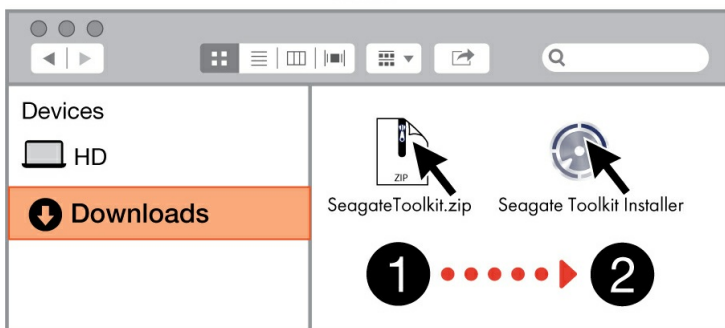 Devices
HD
Downloads
ZIP
SeagateToolkit.zip
Seagate Toolkit Installer
1
2